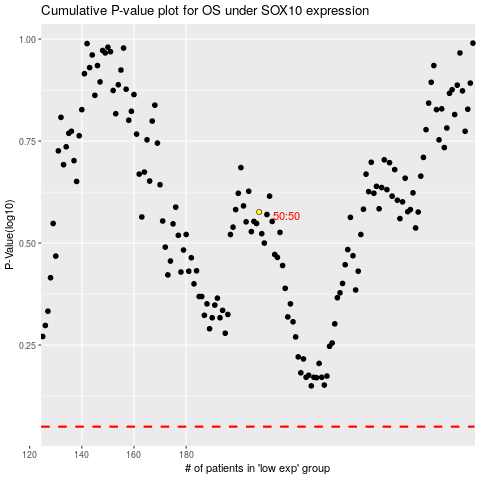 Cumulative P-value plot for OS under SOX10 expression
P-Value(log10)
1.00
0.75
0.50
0.25
50:50
120 140 160 180
# of patients in 'low exp' group